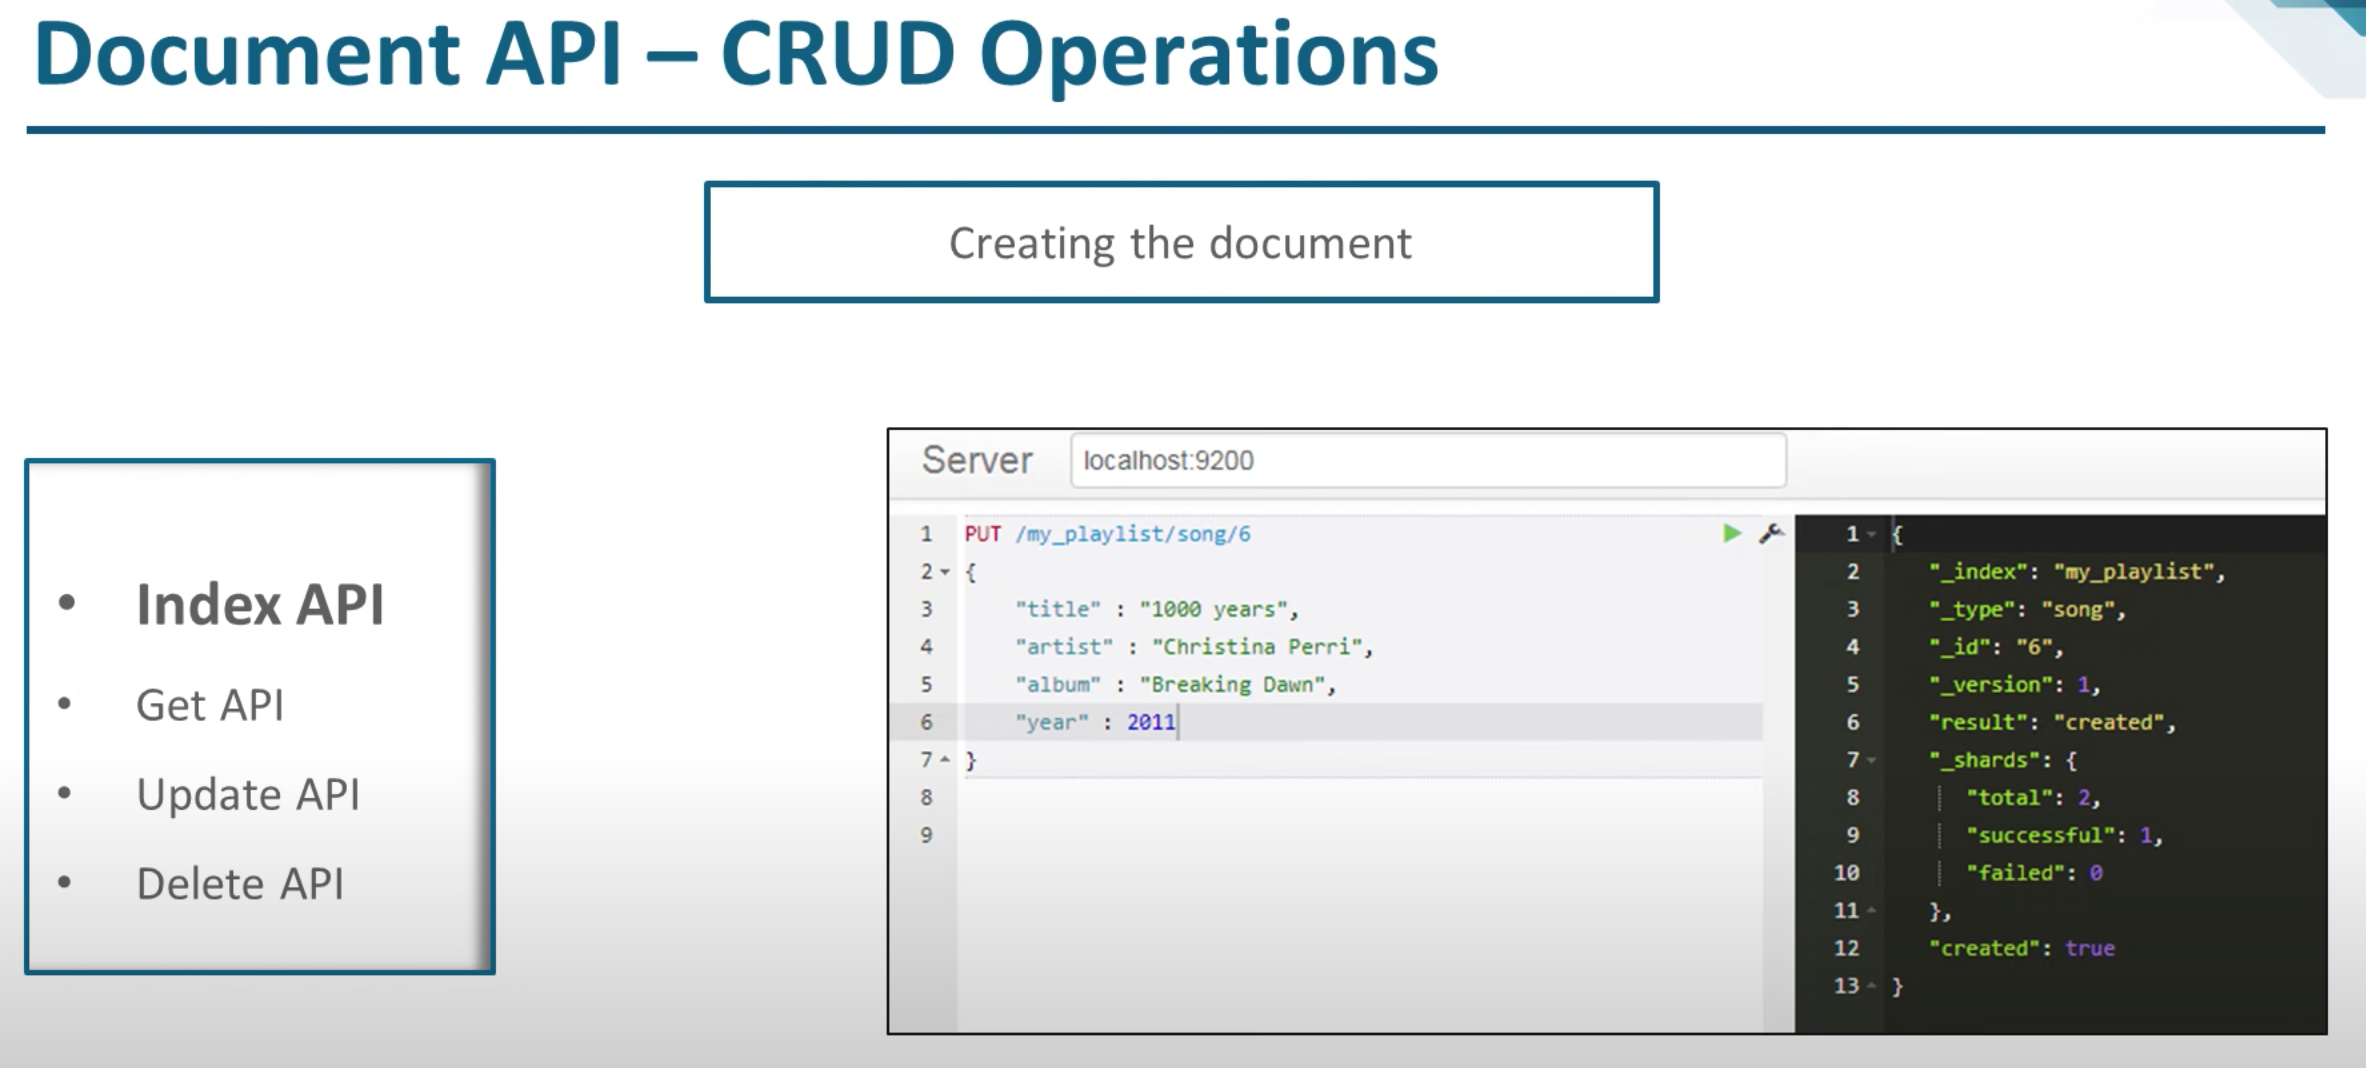 Document API – CRUD Operations
Creating the document
• Index API
• Get API
• Update API
• Delete API
Server localhost:9200
1 PUT /my_playlist/song/6
2 {
3 "title" : "1000 years",
4 "artist" : "Christina Perri",
5 "album" : "Breaking Dawn",
6 "year" : 2011
7 }
8
9
1 {
2 "_index": "my_playlist",
3 "_type": "song",
4 "_id": "6",
5 "_version": 1,
6 "result": "created",
7 "_shards": {
8 "total": 2,
9 "successful": 1,
10 "failed": 0
11 },
12 "created": true
13 }